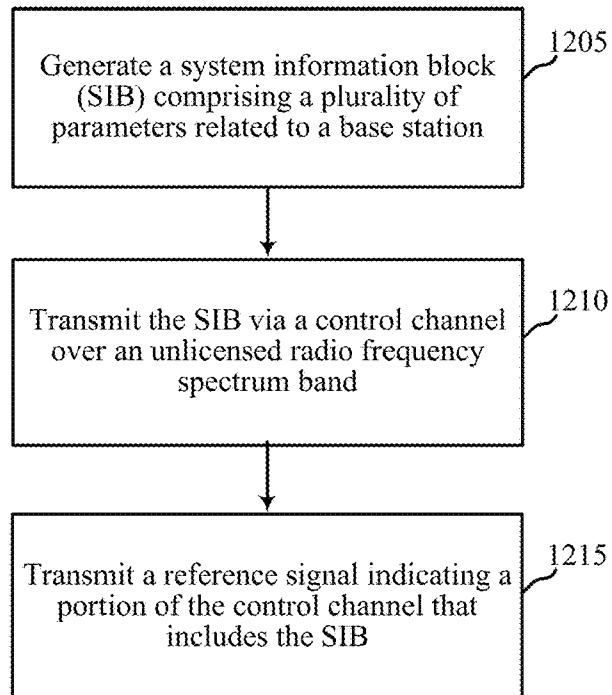 Generate a system information block
(SIB) comprising a plurality of
parameters related to a base station
1205
Transmit the SIB via a control channel
over an unlicensed radio frequency
spectrum band
1210
Transmit a reference signal indicating a
portion of the control channel that
includes the SIB
1215